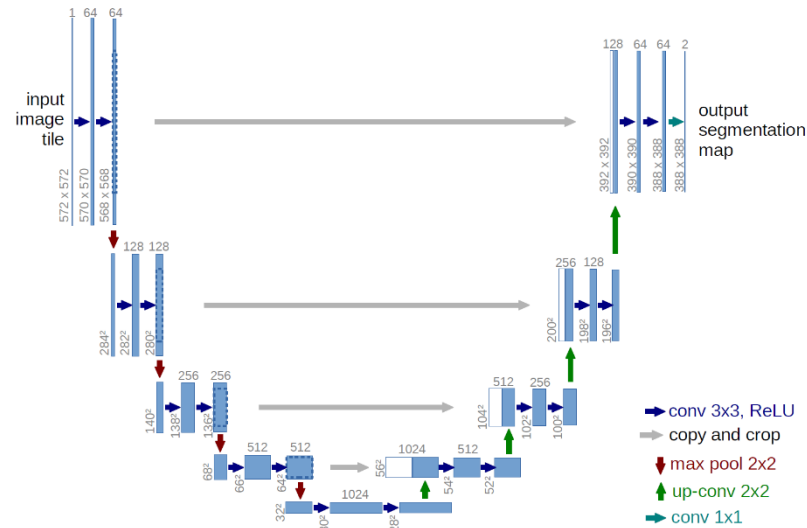 1
64
64
128
64
64
2
input
image
tile
output
segmentation
map
572 x 572
570 x 570
568 x 568
392 x 392
390 x 390
388 x 388
388 x 388
128
128
256
128
284²
282²
280²
200²
198²
196²
256
256
512
256
140²
138²
136²
104²
102²
100²
512
512
1024
512
68²
66²
64²
56²
54²
52²
1024
32²
conv 3x3, ReLU
copy and crop
max pool 2x2
up-conv 2x2
conv 1x1